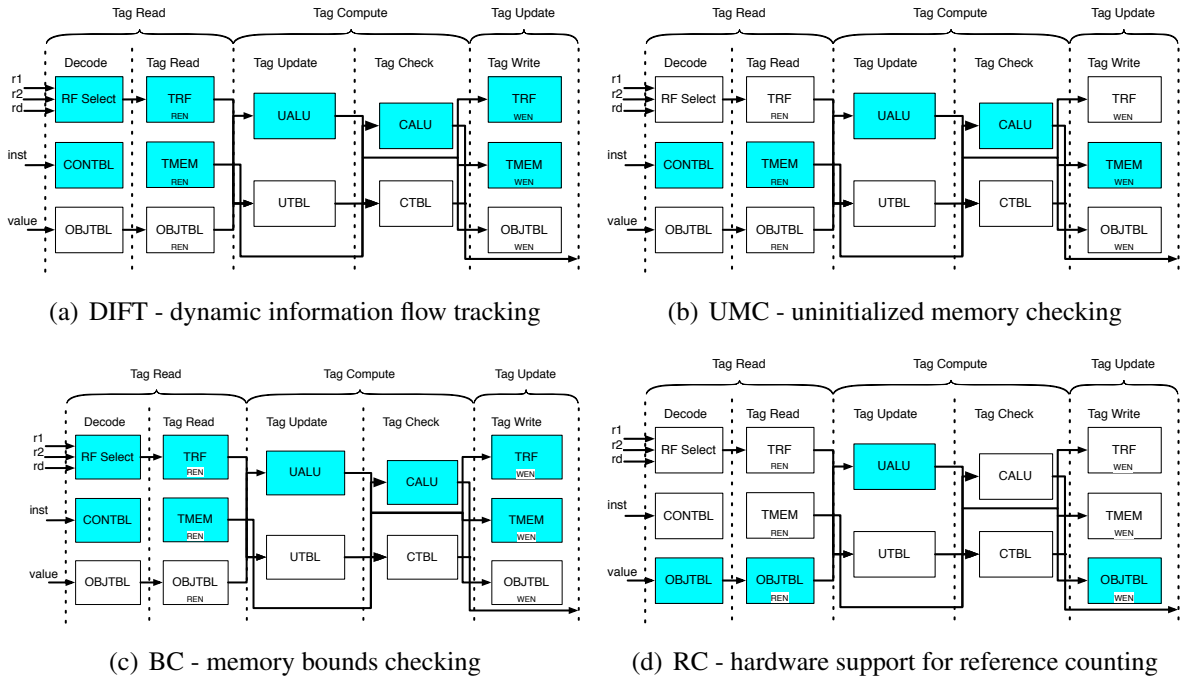 Tag Read Tag Compute Tag Update
Decode Tag Read Tag Update Tag Check Tag Write
r1
r2
rd
RF Select TRF REN UALU CALU TRF WEN
inst CONTBL TMEM REN TMEM WEN
UTBL CTBL
value OBJTBL OBJTBL REN OBJTBL WEN
(a) DIFT - dynamic information flow tracking
Tag Read Tag Compute Tag Update
Decode Tag Read Tag Update Tag Check Tag Write
r1
r2
rd
RF Select TRF REN UALU CALU TRF WEN
inst CONTBL TMEM REN TMEM WEN
UTBL CTBL
value OBJTBL OBJTBL REN OBJTBL WEN
(b) UMC - uninitialized memory checking
Tag Read Tag Compute Tag Update
Decode Tag Read Tag Update Tag Check Tag Write
r1
r2
rd
RF Select TRF REN UALU CALU TRF WEN
inst CONTBL TMEM REN TMEM WEN
UTBL CTBL
value OBJTBL OBJTBL REN OBJTBL WEN
(c) BC - memory bounds checking
Tag Read Tag Compute Tag Update
Decode Tag Read Tag Update Tag Check Tag Write
r1
r2
rd
RF Select TRF REN UALU CALU TRF WEN
inst CONTBL TMEM REN TMEM WEN
UTBL CTBL
value OBJTBL OBJTBL REN OBJTBL WEN
(d) RC - hardware support for reference counting